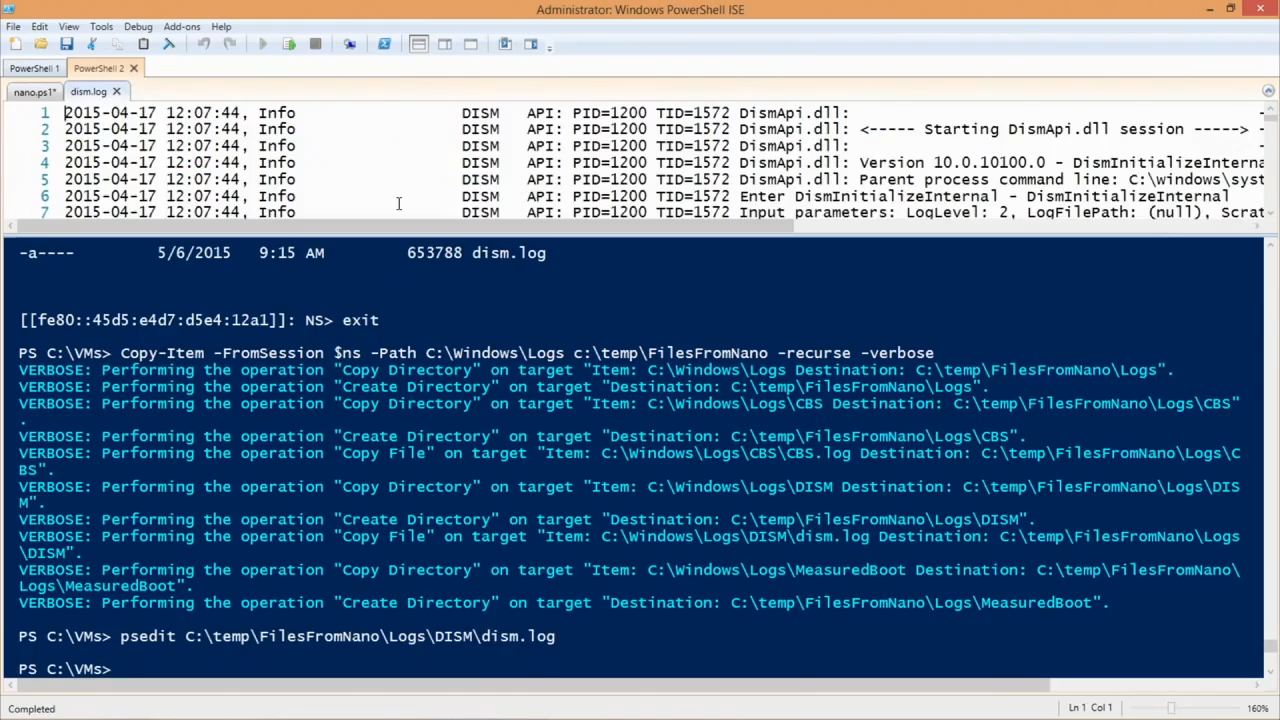 Administrator: Windows PowerShell ISE
File Edit View Tools Debug Add-ons Help
PowerShell 1 PowerShell 2
nano.ps1* dism.log
1 2015-04-17 12:07:44, Info DISM API: PID=1200 TID=1572 DismApi.dll:
2 2015-04-17 12:07:44, Info DISM API: PID=1200 TID=1572 DismApi.dll: <----- Starting DismApi.dll session -----> -
3 2015-04-17 12:07:44, Info DISM API: PID=1200 TID=1572 DismApi.dll:
4 2015-04-17 12:07:44, Info DISM API: PID=1200 TID=1572 DismApi.dll: Version 10.0.10100.0 - DismInitializeInterna
5 2015-04-17 12:07:44, Info DISM API: PID=1200 TID=1572 DismApi.dll: Parent process command line: C:\windows\syst
6 2015-04-17 12:07:44, Info DISM API: PID=1200 TID=1572 Enter DismInitializeInternal - DismInitializeInternal
7 2015-04-17 12:07:44, Info DISM API: PID=1200 TID=1572 Input parameters: LogLevel: 2, LogFilePath: (null), Scrat
-a---- 5/6/2015 9:15 AM 653788 dism.log
[[fe80::45d5:e4d7:d5e4:12a1]]: NS> exit
PS C:\VMs> Copy-Item -FromSession $ns -Path C:\Windows\Logs c:\temp\FilesFromNano -recurse -verbose
VERBOSE: Performing the operation "Copy Directory" on target "Item: C:\Windows\Logs Destination: C:\temp\FilesFromNano\Logs".
VERBOSE: Performing the operation "Create Directory" on target "Destination: C:\temp\FilesFromNano\Logs".
VERBOSE: Performing the operation "Copy Directory" on target "Item: C:\Windows\Logs\CBS Destination: C:\temp\FilesFromNano\Logs\CBS"
.
VERBOSE: Performing the operation "Create Directory" on target "Destination: C:\temp\FilesFromNano\Logs\CBS".
VERBOSE: Performing the operation "Copy File" on target "Item: C:\Windows\Logs\CBS\CBS.log Destination: C:\temp\FilesFromNano\Logs\C
BS".
VERBOSE: Performing the operation "Copy Directory" on target "Item: C:\Windows\Logs\DISM Destination: C:\temp\FilesFromNano\Logs\DIS
M".
VERBOSE: Performing the operation "Create Directory" on target "Destination: C:\temp\FilesFromNano\Logs\DISM".
VERBOSE: Performing the operation "Copy File" on target "Item: C:\Windows\Logs\DISM\dism.log Destination: C:\temp\FilesFromNano\Logs
\DISM".
VERBOSE: Performing the operation "Copy Directory" on target "Item: C:\Windows\Logs\MeasuredBoot Destination: C:\temp\FilesFromNano\
Logs\MeasuredBoot".
VERBOSE: Performing the operation "Create Directory" on target "Destination: C:\temp\FilesFromNano\Logs\MeasuredBoot".
PS C:\VMs> psedit C:\temp\FilesFromNano\Logs\DISM\dism.log
PS C:\VMs>
Completed Ln 1 Col 1 160%